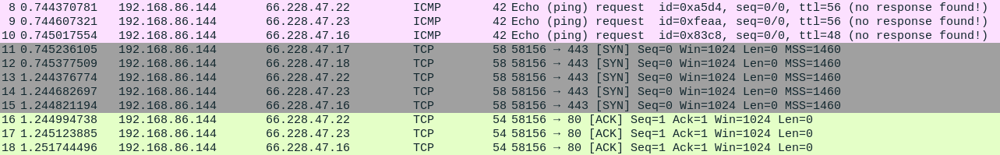 8 0.744370781 192.168.86.144 66.228.47.22 ICMP 42 Echo (ping) request id=0xa5d4, seq=0/0, ttl=56 (no response found!)
9 0.744607321 192.168.86.144 66.228.47.23 ICMP 42 Echo (ping) request id=0xfeaa, seq=0/0, ttl=56 (no response found!)
10 0.745017554 192.168.86.144 66.228.47.16 ICMP 42 Echo (ping) request id=0x83c8, seq=0/0, ttl=48 (no response found!)
11 0.745236105 192.168.86.144 66.228.47.17 TCP 58 58156 → 443 [SYN] Seq=0 Win=1024 Len=0 MSS=1460
12 0.745377509 192.168.86.144 66.228.47.18 TCP 58 58156 → 443 [SYN] Seq=0 Win=1024 Len=0 MSS=1460
13 1.244376774 192.168.86.144 66.228.47.22 TCP 58 58156 → 443 [SYN] Seq=0 Win=1024 Len=0 MSS=1460
14 1.244682697 192.168.86.144 66.228.47.23 TCP 58 58156 → 443 [SYN] Seq=0 Win=1024 Len=0 MSS=1460
15 1.244821194 192.168.86.144 66.228.47.16 TCP 58 58156 → 443 [SYN] Seq=0 Win=1024 Len=0 MSS=1460
16 1.244994738 192.168.86.144 66.228.47.22 TCP 54 58156 → 80 [ACK] Seq=1 Ack=1 Win=1024 Len=0
17 1.245123885 192.168.86.144 66.228.47.23 TCP 54 58156 → 80 [ACK] Seq=1 Ack=1 Win=1024 Len=0
18 1.251744496 192.168.86.144 66.228.47.16 TCP 54 58156 → 80 [ACK] Seq=1 Ack=1 Win=1024 Len=0